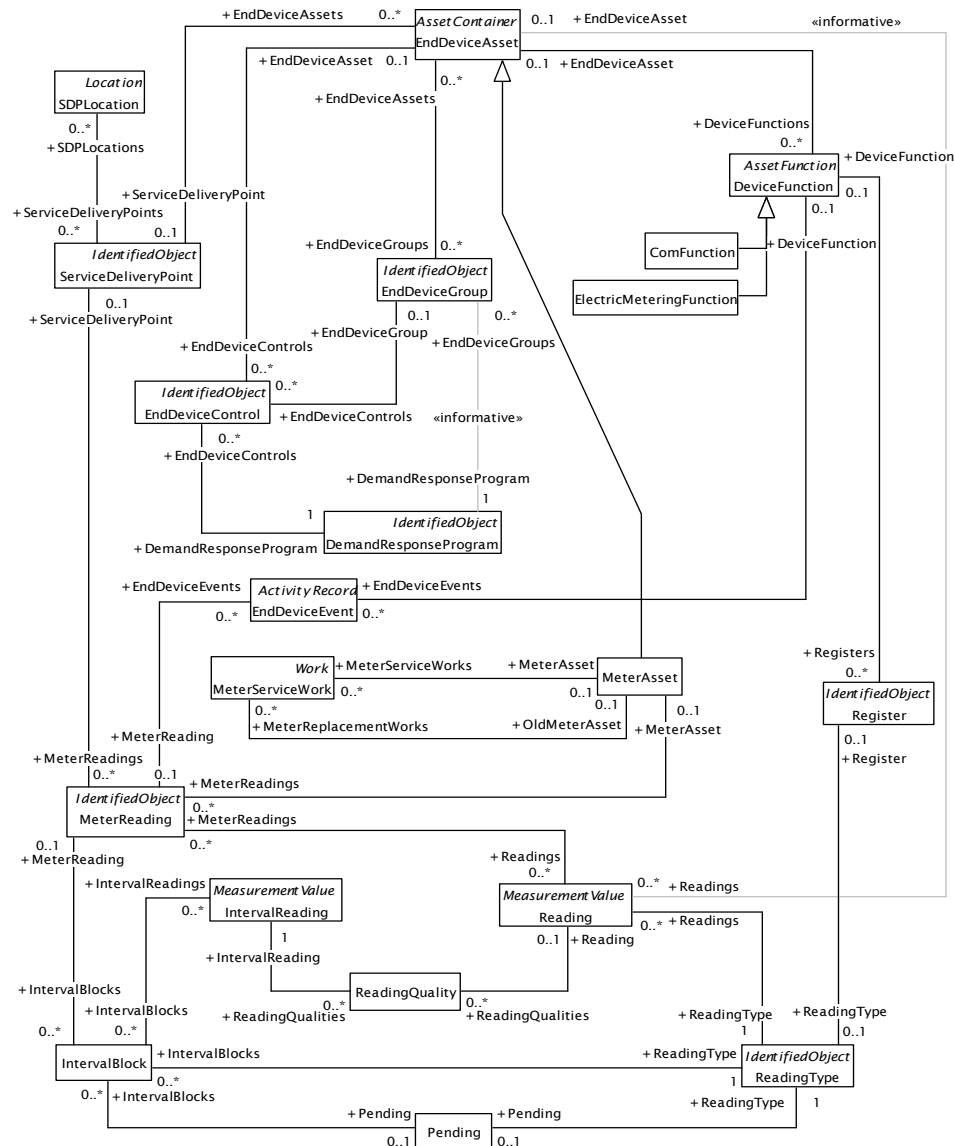 +EndDeviceAssets
0..*
AssetContainer
EndDeviceAsset
0..1
+EndDeviceAsset
«informative»
+EndDeviceAsset
0..1
0..*
+EndDeviceAssets
0..1
+EndDeviceAsset
Location
SDPLocation
0..*
+SDPLocations
+DeviceFunctions
0..*
AssetFunction
DeviceFunction
+DeviceFunction
0..1
0..1
+DeviceFunction
+ServiceDeliveryPoint
+ServiceDeliveryPoints
0..*
0..1
IdentifiedObject
ServiceDeliveryPoint
0..1
+ServiceDeliveryPoint
+EndDeviceGroups
0..*
IdentifiedObject
EndDeviceGroup
0..1
+EndDeviceGroup
0..*
+EndDeviceGroups
ComFunction
ElectricMeteringFunction
+EndDeviceControls
0..*
0..*
IdentifiedObject
EndDeviceControl
+EndDeviceControls
0..*
+EndDeviceControls
«informative»
+DemandResponseProgram
1
1
IdentifiedObject
DemandResponseProgram
+DemandResponseProgram
+EndDeviceEvents
0..*
ActivityRecord
EndDeviceEvent
+EndDeviceEvents
0..*
Work
MeterServiceWork
+MeterServiceWorks
0..*
+MeterAsset
0..1
MeterAsset
0..*
+MeterReplacementWorks
0..1
+OldMeterAsset
0..1
+MeterAsset
+Registers
0..*
IdentifiedObject
Register
0..1
+Register
+MeterReading
0..1
+MeterReadings
0..*
IdentifiedObject
MeterReading
+MeterReadings
0..*
+MeterReadings
0..*
0..1
+MeterReading
+Readings
0..*
MeasurementValue
Reading
0..*
+Readings
0..*
+Readings
0..1
+Reading
+IntervalReadings
0..*
MeasurementValue
IntervalReading
1
+IntervalReading
ReadingQuality
0..*
+ReadingQualities
0..*
+ReadingQualities
+IntervalBlocks
0..*
+IntervalBlocks
0..*
IntervalBlock
+IntervalBlocks
0..*
0..*
+IntervalBlocks
+ReadingType
1
+ReadingType
0..1
+ReadingType
1
IdentifiedObject
ReadingType
+ReadingType
1
+Pending
0..1
Pending
+Pending
0..1